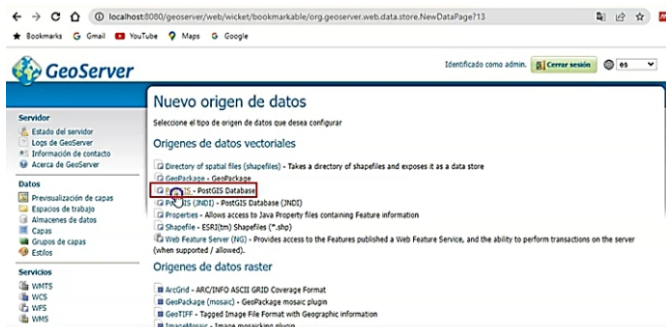 localhost:8080/geoserver/web/wicket/bookmarkable/org.geoserver.web.data.store.NewDataPage?13
Bookmarks G Gmail YouTube Maps G Google
GeoServer
Identificado como admin. Cerrar sesión es
Servidor
Estado del servidor
Logs de GeoServer
Información de contacto
Acerca de GeoServer
Datos
Previsualización de capas
Espacios de trabajo
Almacenes de datos
Capas
Grupos de capas
Estilos
Servicios
WMTS
WCS
WFS
WMS
Nuevo origen de datos
Seleccione el tipo de origen de datos que desea configurar
Origenes de datos vectoriales
Directory of spatial files (shapefiles) - Takes a directory of shapefiles and exposes it as a data store
GeoPackage - GeoPackage
PostGIS - PostGIS Database
PostGIS (JNDI) - PostGIS Database (JNDI)
Properties - Allows access to Java Property files containing Feature information
Shapefile - ESRI(tm) Shapefiles (*.shp)
Web Feature Server (NG) - Provides access to the Features published a Web Feature Service, and the ability to perform transactions on the server
(when supported / allowed).
Origenes de datos raster
ArcGrid - ARC/INFO ASCII GRID Coverage Format
GeoPackage (mosaic) - GeoPackage mosaic plugin
GeoTIFF - Tagged Image File Format with Geographic information
ImageMosaic - Image mosaicking plugin